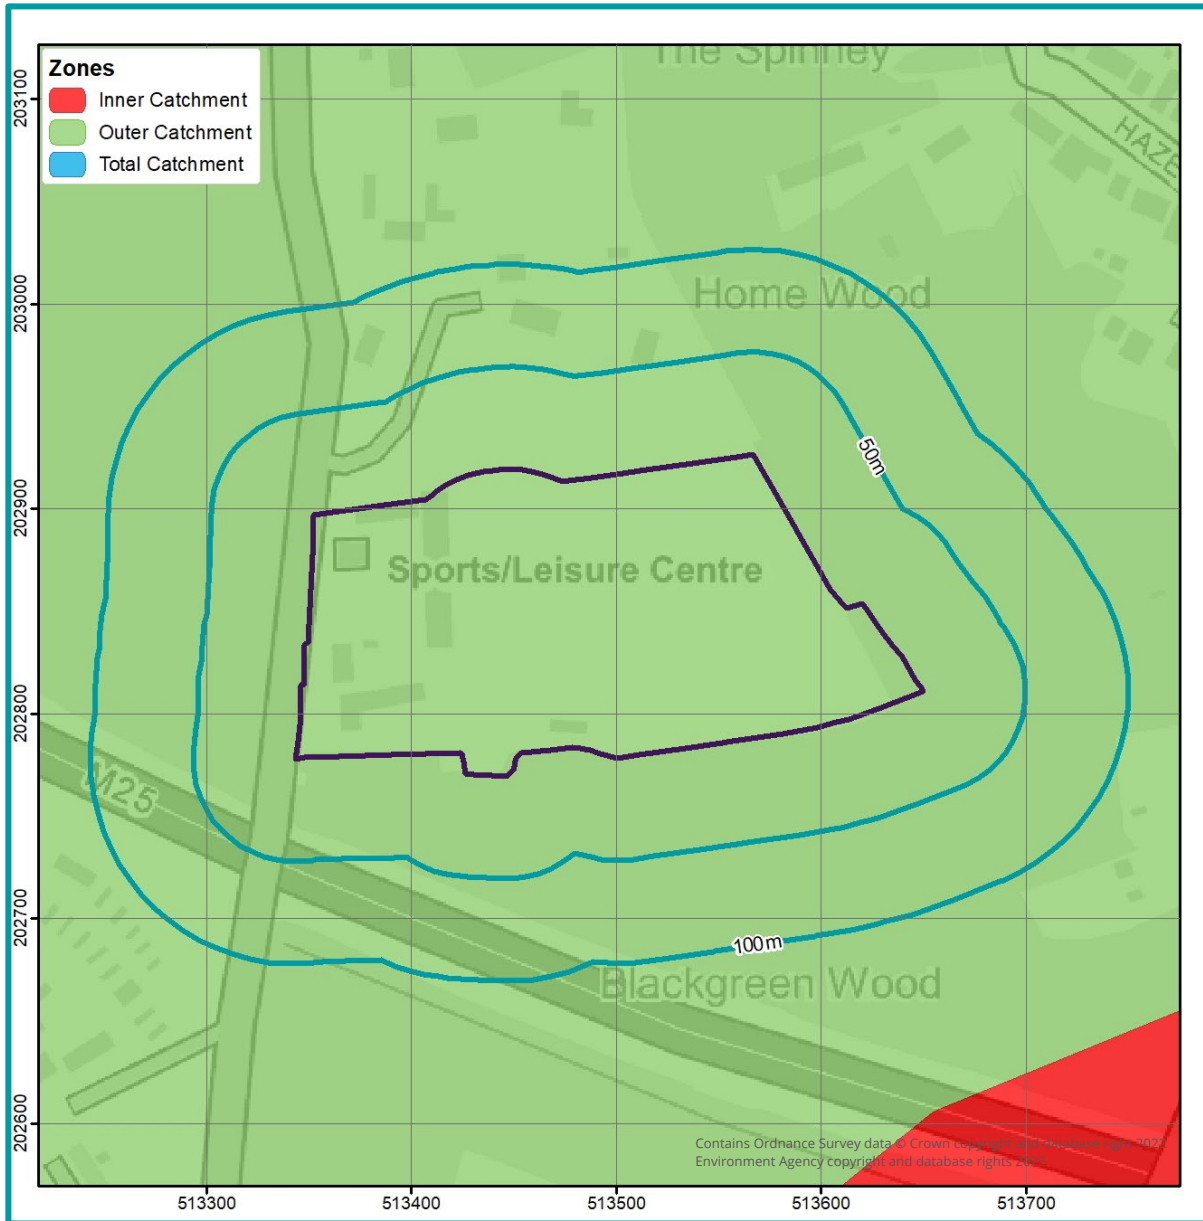 The Spinney
Zones
Inner Catchment
Outer Catchment
Total Catchment
HAZE
Home Wood
50m
Sports/Leisure Centre
M25
100m
Blackgreen Wood
Contains Ordnance Survey data © Crown copyright and database right 2023
Environment Agency copyright and database rights 2023
203100
203000
202900
202800
202700
202600
513300
513400
513500
513600
513700